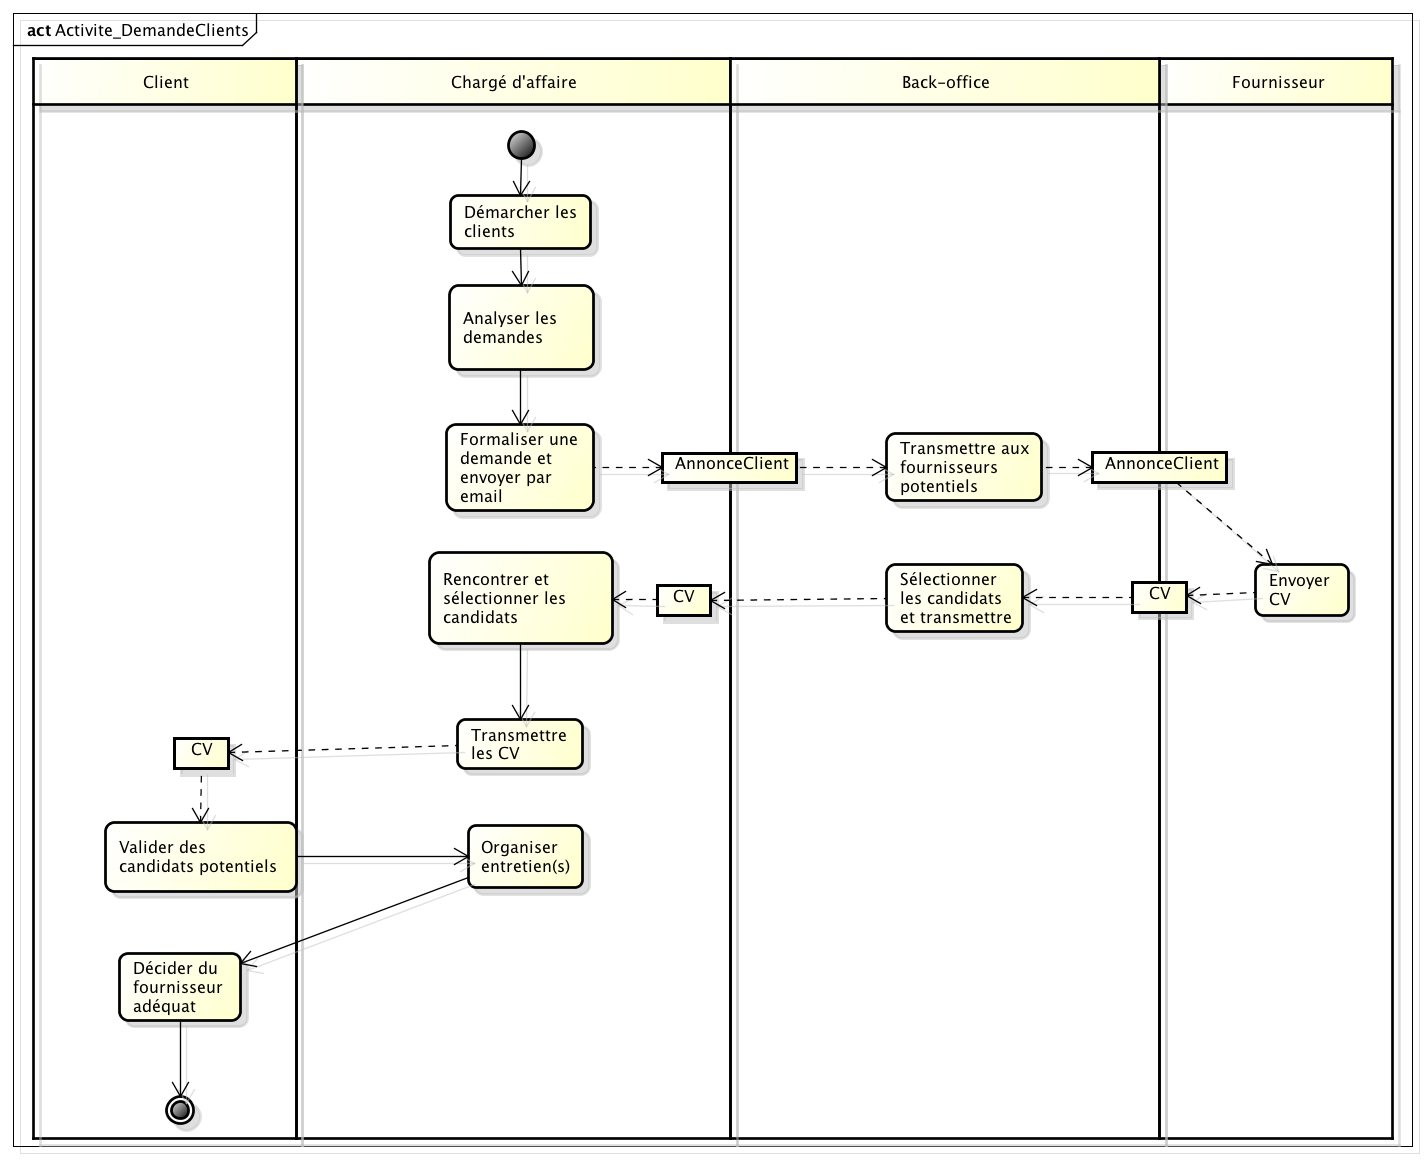 act Activite_DemandeClients
Client
Chargé d'affaire
Back-office
Fournisseur
Démarcher les
clients
Analyser les
demandes
Formaliser une
demande et
envoyer par
email
AnnonceClient
Transmettre aux
fournisseurs
potentiels
AnnonceClient
Rencontrer et
sélectionner les
candidats
CV
Sélectionner
les candidats
et transmettre
CV
Envoyer
CV
CV
Transmettre
les CV
Valider des
candidats potentiels
Organiser
entretien(s)
Décider du
fournisseur
adéquat